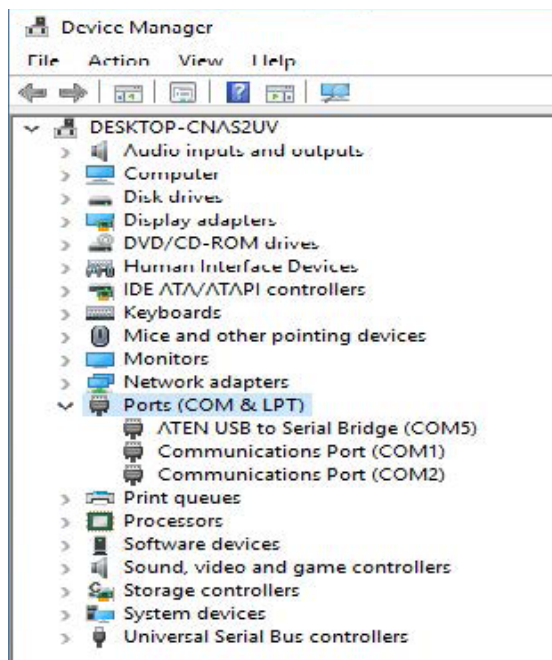 Device Manager
File Action View Help
DESKTOP-CNAS2UV
Audio inputs and outputs
Computer
Disk drives
Display adapters
DVD/CD-ROM drives
Human Interface Devices
IDE ATA/ATAPI controllers
Keyboards
Mice and other pointing devices
Monitors
Network adapters
Ports (COM & LPT)
ATEN USB to Serial Bridge (COM5)
Communications Port (COM1)
Communications Port (COM2)
Print queues
Processors
Software devices
Sound, video and game controllers
Storage controllers
System devices
Universal Serial Bus controllers